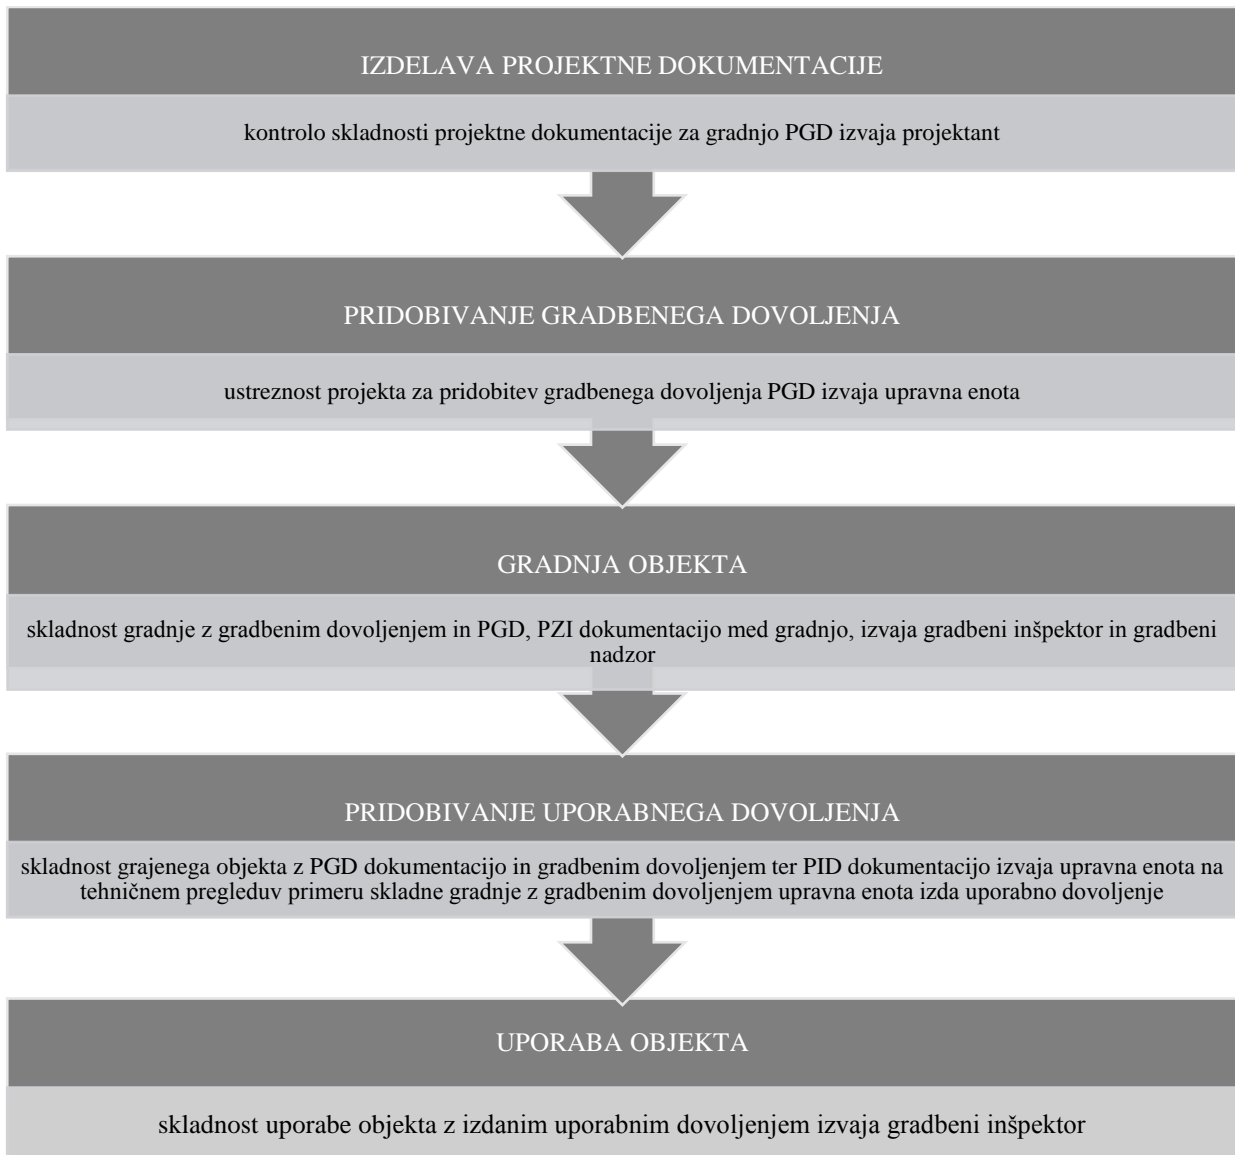 IZDELAVA PROJEKTNE DOKUMENTACIJE
kontrolo skladnosti projektne dokumentacije za gradnjo PGD izvaja projektant
PRIDOBIVANJE GRADBENEGA DOVOLJENJA
ustreznost projekta za pridobitev gradbenega dovoljenja PGD izvaja upravna enota
GRADNJA OBJEKTA
skladnost gradnje z gradbenim dovoljenjem in PGD, PZI dokumentacijo med gradnjo, izvaja gradbeni inšpektor in gradbeni
nadzor
PRIDOBIVANJE UPORABNEGA DOVOLJENJA
skladnost grajenega objekta z PGD dokumentacijo in gradbenim dovoljenjem ter PID dokumentacijo izvaja upravna enota na
tehničnem pregleduv primeru skladne gradnje z gradbenim dovoljenjem upravna enota izda uporabno dovoljenje
UPORABA OBJEKTA
skladnost uporabe objekta z izdanim uporabnim dovoljenjem izvaja gradbeni inšpektor